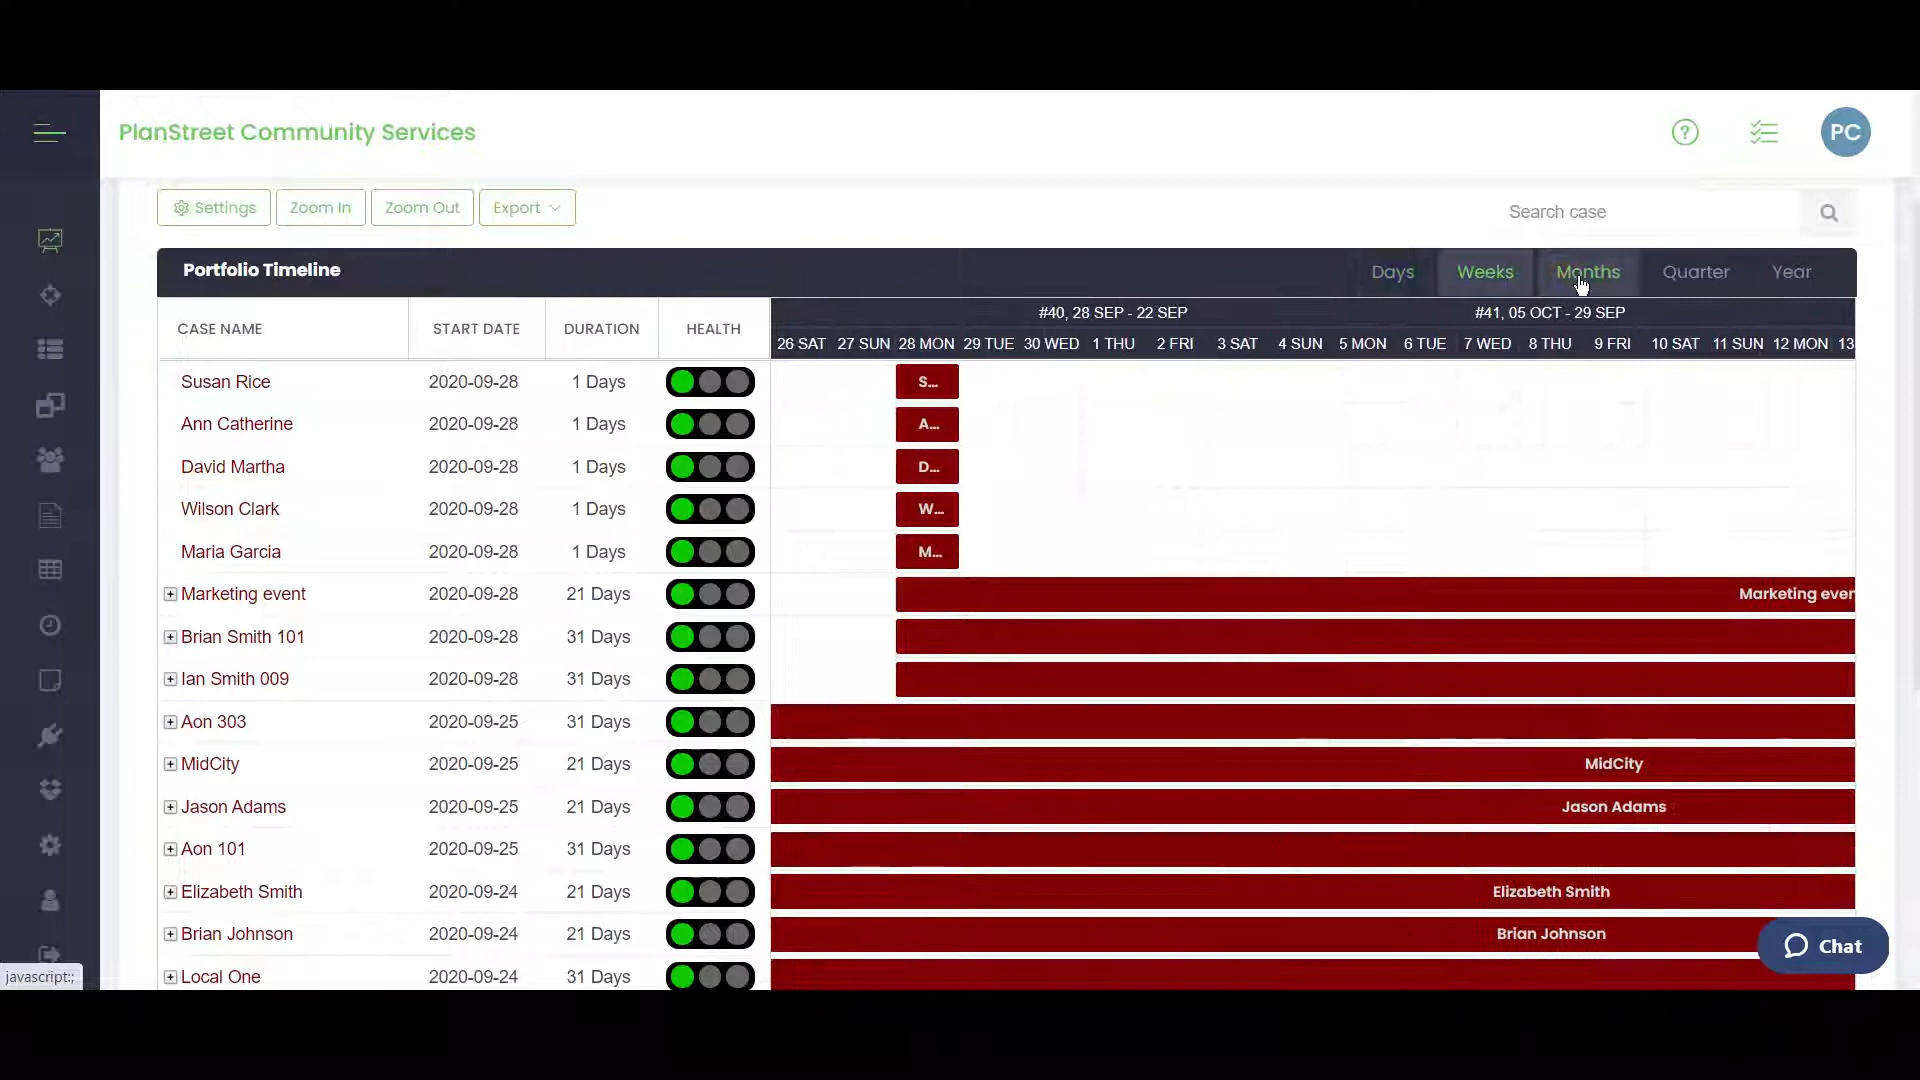 PlanStreet Community Services
PC
Settings Zoom In Zoom Out Export
Search case
Portfolio Timeline
Days Weeks Months Quarter Year
CASE NAME START DATE DURATION HEALTH
#40, 28 SEP - 22 SEP #41, 05 OCT - 29 SEP
26 SAT 27 SUN 28 MON 29 TUE 30 WED 1 THU 2 FRI 3 SAT 4 SUN 5 MON 6 TUE 7 WED 8 THU 9 FRI 10 SAT 11 SUN 12 MON 13
Susan Rice 2020-09-28 1 Days S...
Ann Catherine 2020-09-28 1 Days A...
David Martha 2020-09-28 1 Days D...
Wilson Clark 2020-09-28 1 Days W...
Maria Garcia 2020-09-28 1 Days M...
Marketing event 2020-09-28 21 Days Marketing even
Brian Smith 101 2020-09-28 31 Days
Ian Smith 009 2020-09-28 31 Days
Aon 303 2020-09-25 31 Days
MidCity 2020-09-25 21 Days MidCity
Jason Adams 2020-09-25 21 Days Jason Adams
Aon 101 2020-09-25 31 Days
Elizabeth Smith 2020-09-24 21 Days Elizabeth Smith
Brian Johnson 2020-09-24 21 Days Brian Johnson
Chat
Local One 2020-09-24 31 Days
javascript:;